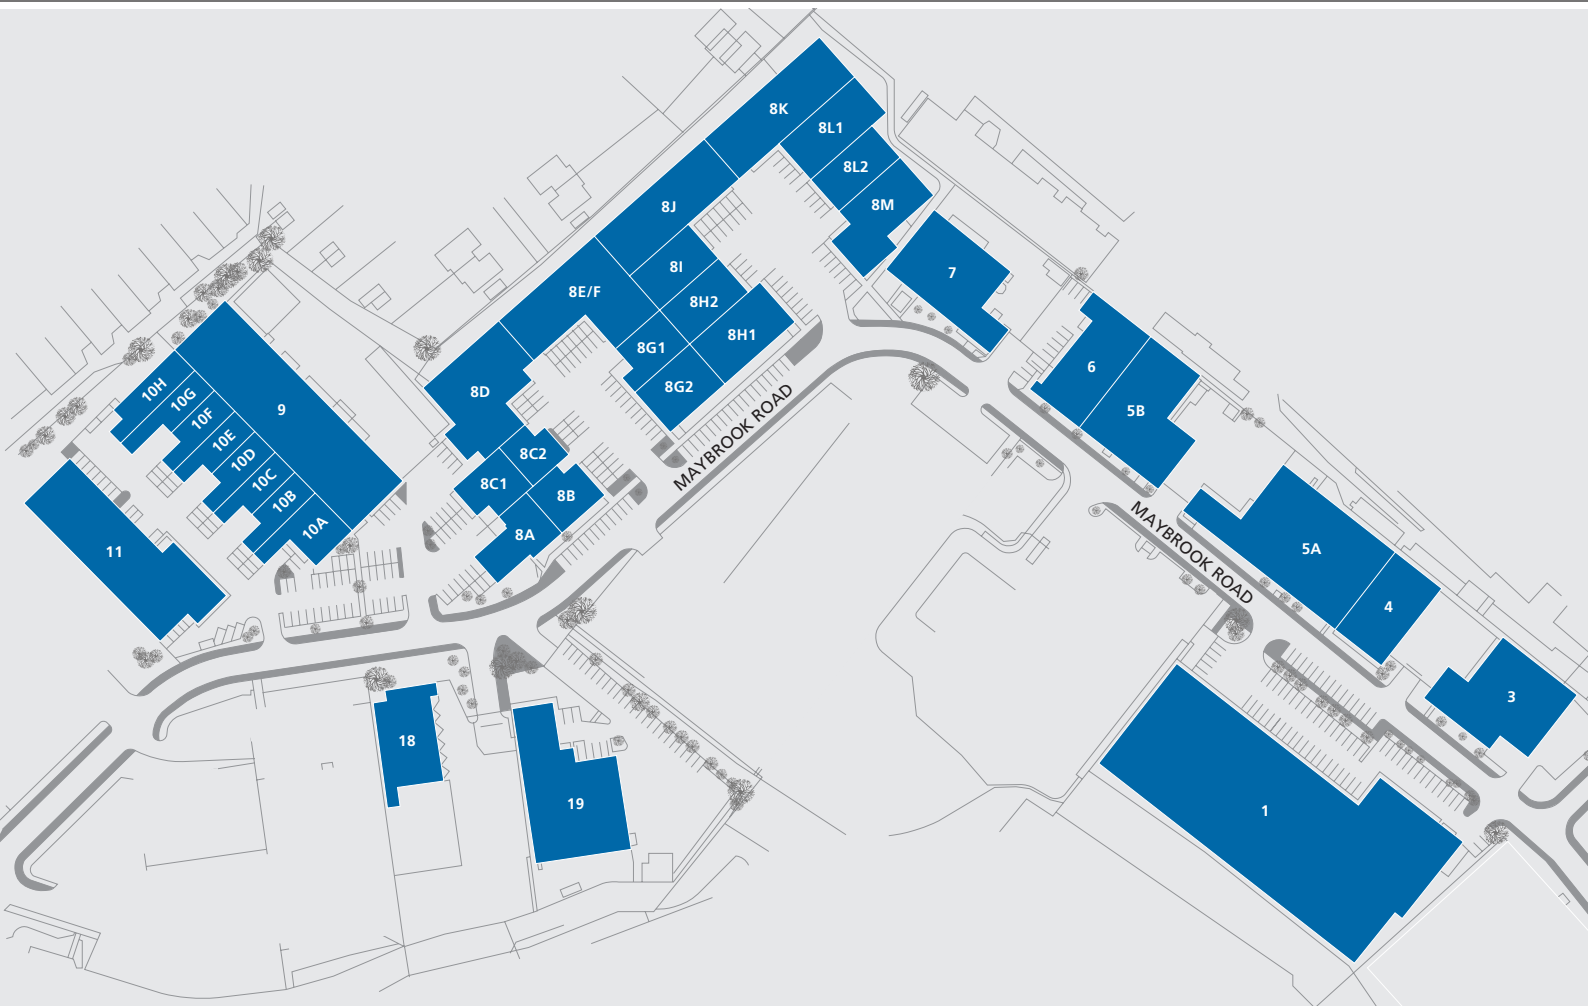 8K
8L1
8L2
8M
8J
8I
8E/F
8H2
8H1
8G1
8G2
8D
8C2
8C1
8B
8A
7
6
5B
5A
4
3
1
MAYBROOK ROAD
MAYBROOK ROAD
9
10H
10G
10F
10E
10D
10C
10B
10A
11
18
19